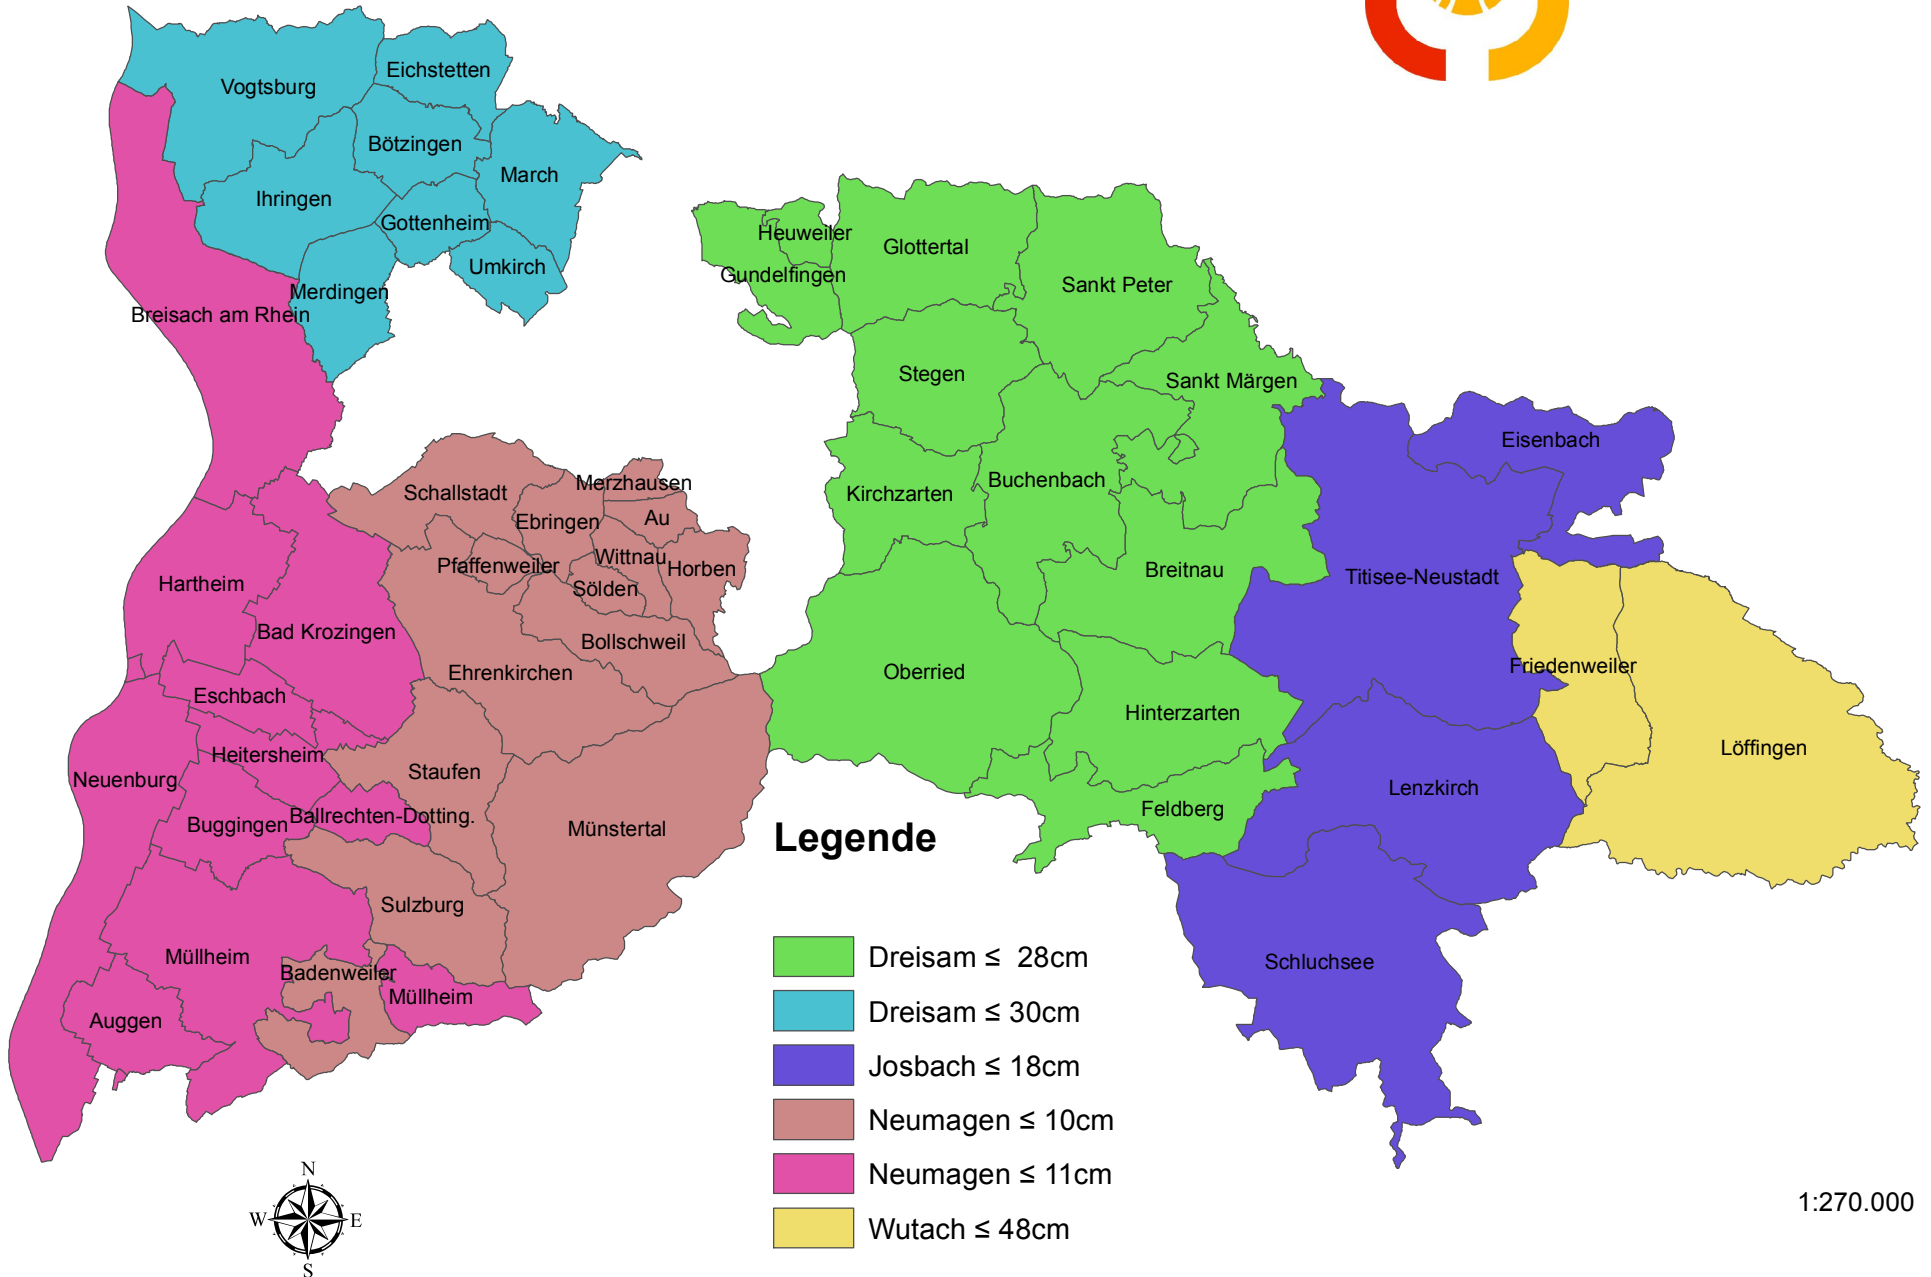 Vogtsburg
Eichstetten
Bötzingen
March
Ihringen
Gottenheim
Umkirch
Merdingen
Breisach am Rhein
Heuweiler
Glottertal
Gundelfingen
Sankt Peter
Stegen
Sankt Märgen
Eisenbach
Kirchzarten
Buchenbach
Schallstadt
Merzhausen
Ebringen
Au
Wittnau
Pfaffenweiler
Horben
Sölden
Hartheim
Bad Krozingen
Bollschweil
Ehrenkirchen
Breitnau
Titisee-Neustadt
Oberried
Friedenweiler
Eschbach
Hinterzarten
Löffingen
Heitersheim
Neuenburg
Staufen
Lenzkirch
Feldberg
Buggingen
Ballrechten-Dotting.
Münstertal
Sulzburg
Müllheim
Badenweiler
Müllheim
Auggen
Schluchsee
Legende
Dreisam ≤ 28cm
Dreisam ≤ 30cm
Josbach ≤ 18cm
Neumagen ≤ 10cm
Neumagen ≤ 11cm
Wutach ≤ 48cm
N
W
E
S
1:270.000